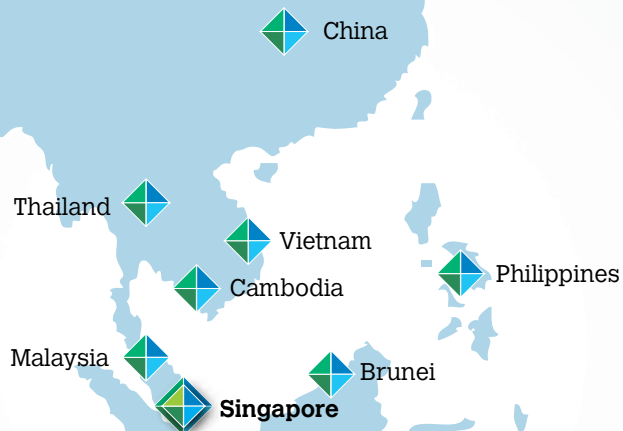 China
Thailand
Vietnam
Philippines
Cambodia
Malaysia
Brunei
Singapore